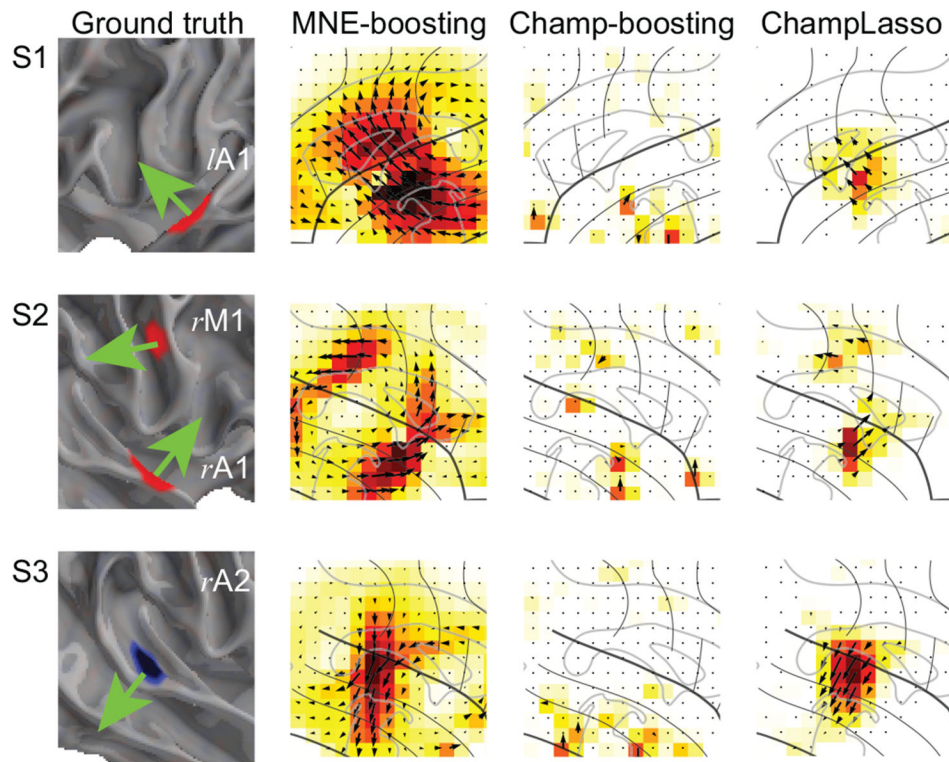 Ground truth MNE-boosting Champ-boosting ChampLasso
S1
lA1
S2
rM1
rA1
S3
rA2